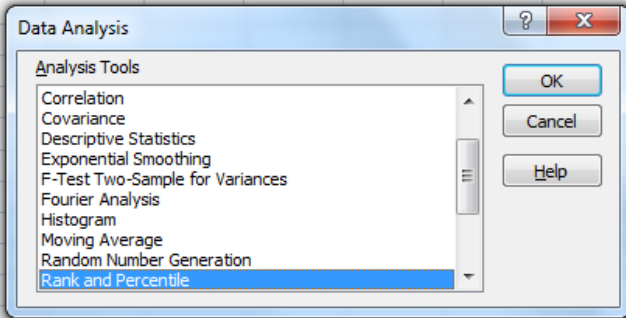 Data Analysis
Analysis Tools
Correlation
Covariance
Descriptive Statistics
Exponential Smoothing
F-Test Two-Sample for Variances
Fourier Analysis
Histogram
Moving Average
Random Number Generation
Rank and Percentile
OK
Cancel
Help